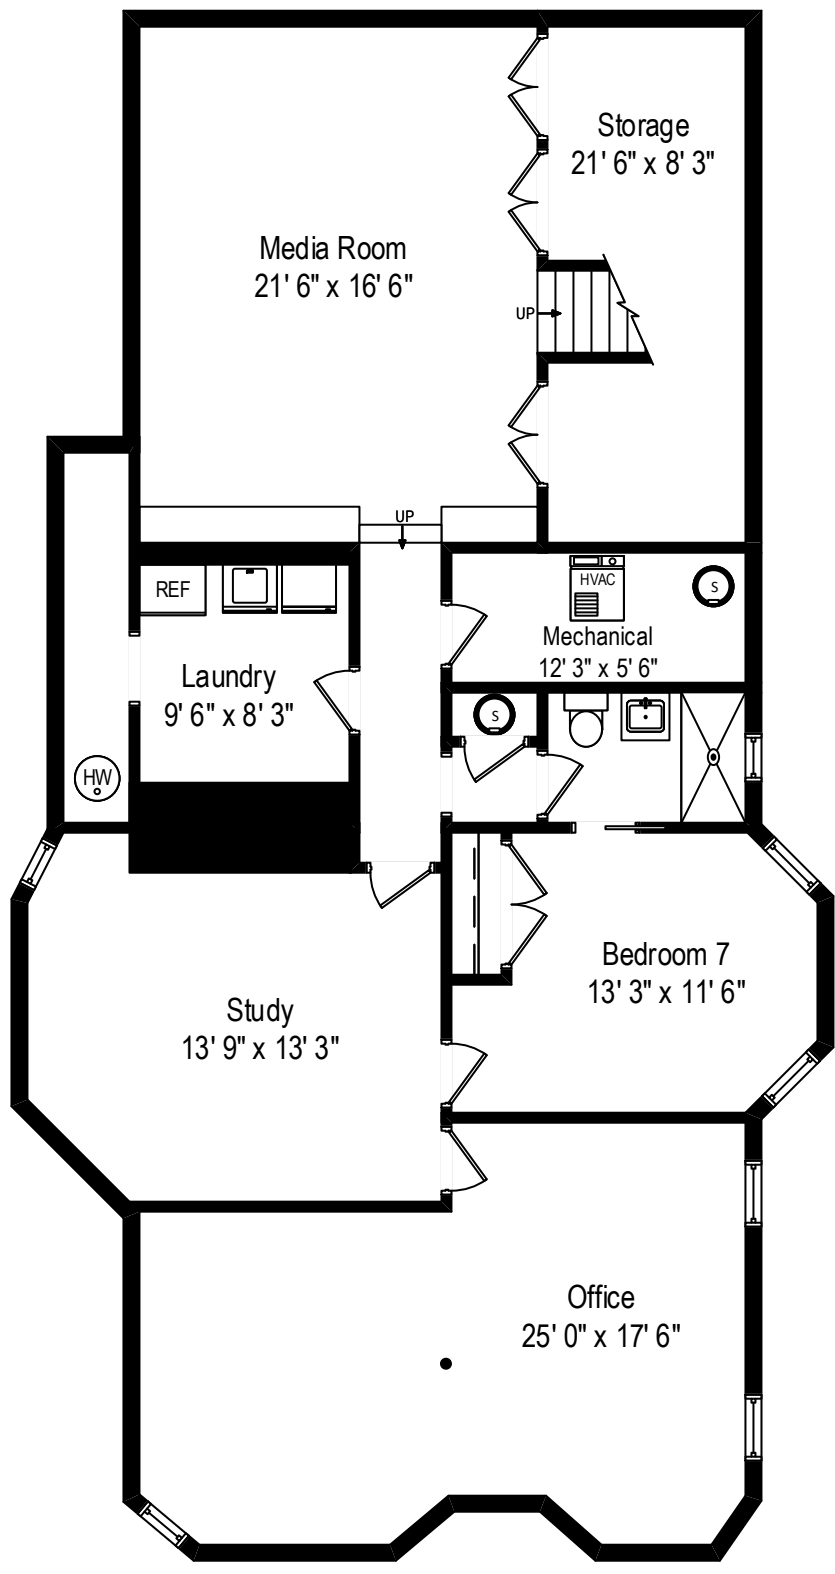 Storage
21' 6" x 8' 3"
Media Room
21' 6" x 16' 6"
UP
UP
HVAC
S
REF
Mechanical
12' 3" x 5' 6"
Laundry
9' 6" x 8' 3"
S
HW
Bedroom 7
13' 3" x 11' 6"
Study
13' 9" x 13' 3"
Office
25' 0" x 17' 6"